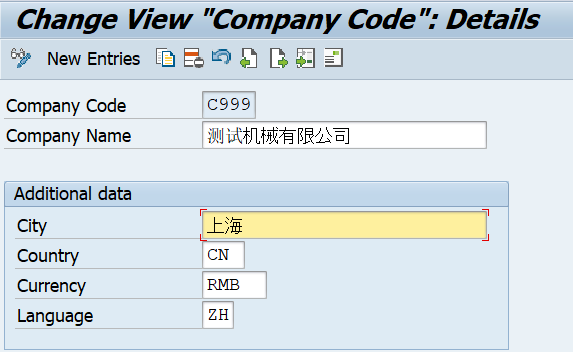 Change View "Company Code": Details
New Entries
Company Code C999
Company Name 测试机械有限公司
Additional data
City 上海
Country CN
Currency RMB
Language ZH